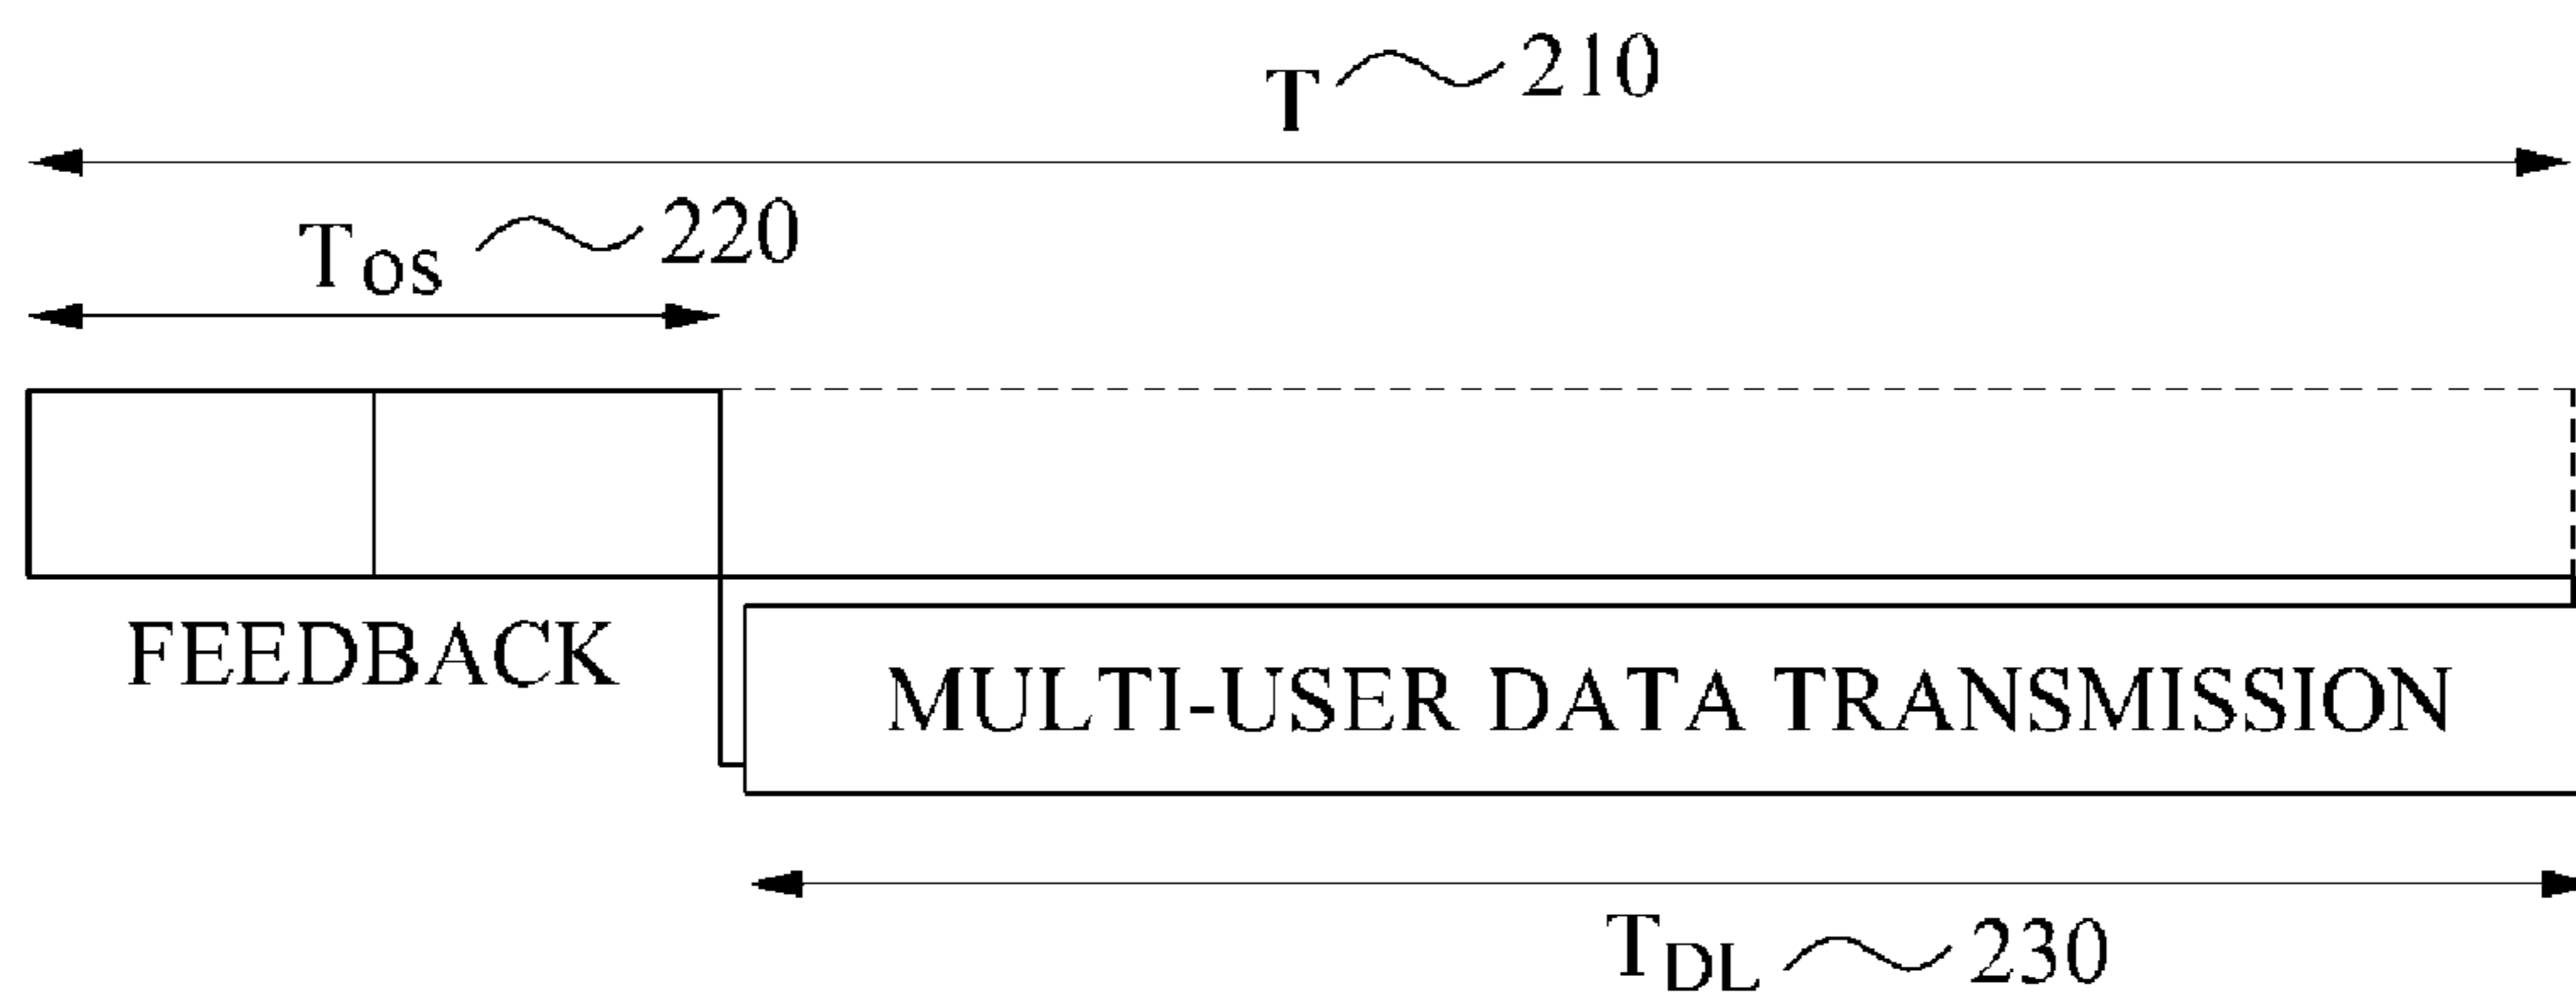 T 210
TOS 220
FEEDBACK
MULTI-USER DATA TRANSMISSION
TDL 230